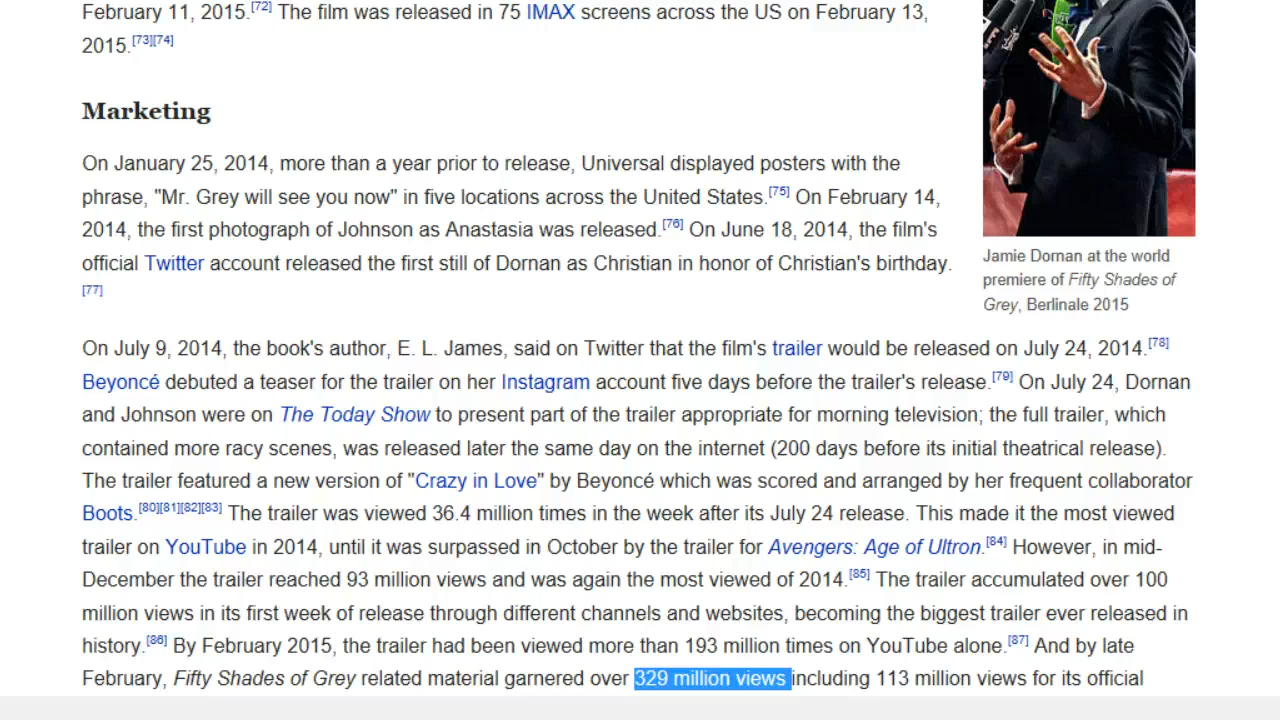 February 11, 2015.[72] The film was released in 75 IMAX screens across the US on February 13,
2015.[73][74]
Marketing
On January 25, 2014, more than a year prior to release, Universal displayed posters with the
phrase, "Mr. Grey will see you now" in five locations across the United States.[75] On February 14,
2014, the first photograph of Johnson as Anastasia was released.[76] On June 18, 2014, the film's
official Twitter account released the first still of Dornan as Christian in honor of Christian's birthday.
[77]
Jamie Dornan at the world
premiere of Fifty Shades of
Grey, Berlinale 2015
On July 9, 2014, the book's author, E. L. James, said on Twitter that the film's trailer would be released on July 24, 2014.[78]
Beyoncé debuted a teaser for the trailer on her Instagram account five days before the trailer's release.[79] On July 24, Dornan
and Johnson were on The Today Show to present part of the trailer appropriate for morning television; the full trailer, which
contained more racy scenes, was released later the same day on the internet (200 days before its initial theatrical release).
The trailer featured a new version of "Crazy in Love" by Beyoncé which was scored and arranged by her frequent collaborator
Boots.[80][81][82][83] The trailer was viewed 36.4 million times in the week after its July 24 release. This made it the most viewed
trailer on YouTube in 2014, until it was surpassed in October by the trailer for Avengers: Age of Ultron.[84] However, in mid-
December the trailer reached 93 million views and was again the most viewed of 2014.[85] The trailer accumulated over 100
million views in its first week of release through different channels and websites, becoming the biggest trailer ever released in
history.[86] By February 2015, the trailer had been viewed more than 193 million times on YouTube alone.[87] And by late
February, Fifty Shades of Grey related material garnered over 329 million views including 113 million views for its official